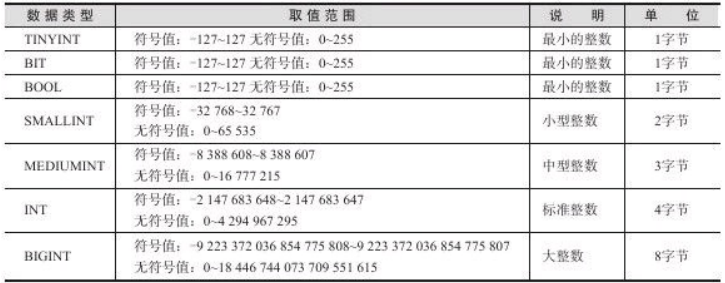 数据类型 取值范围 说明 单位
TINYINT 符号值：-127~127 无符号值：0~255 最小的整数 1字节
BIT 符号值：-127~127 无符号值：0~255 最小的整数 1字节
BOOL 符号值：-127~127 无符号值：0~255 最小的整数 1字节
SMALLINT 符号值：-32 768~32 767
无符号值：0~65 535 小型整数 2字节
MEDIUMINT 符号值：-8 388 608~8 388 607
无符号值：0~16 777 215 中型整数 3字节
INT 符号值：-2 147 683 648~2 147 683 647
无符号值：0~4 294 967 295 标准整数 4字节
BIGINT 符号值：-9 223 372 036 854 775 808~9 223 372 036 854 775 807
无符号值：0~18 446 744 073 709 551 615 大整数 8字节